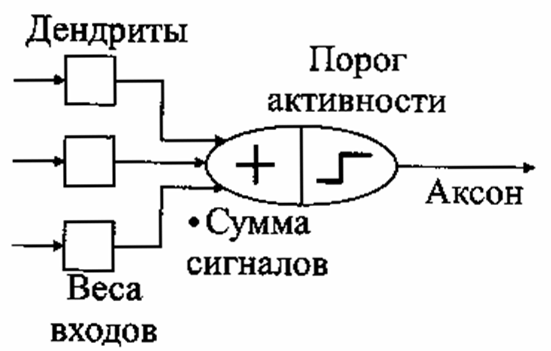 Дендриты
Порог
активности
Аксон
•Сумма
сигналов
Веса
входов